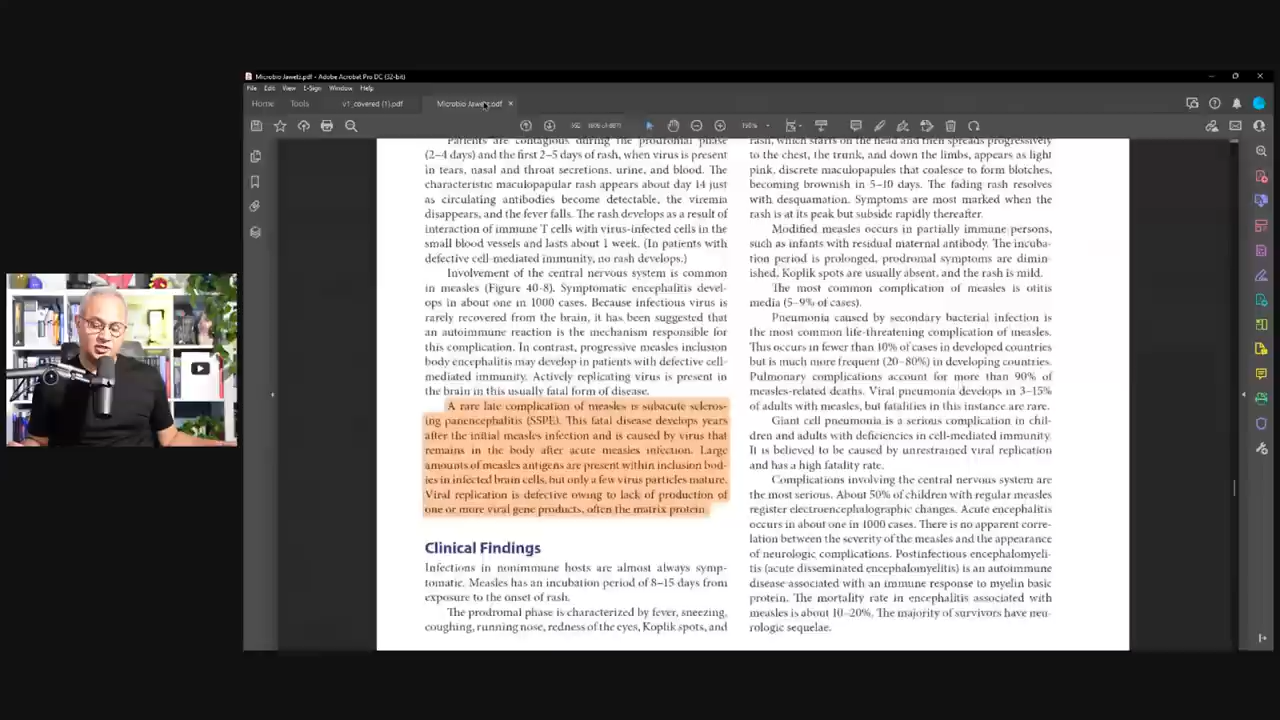 Microbio Jawetz.pdf - Adobe Acrobat Pro DC (32-bit)
File Edit View E-Sign Window Help
Home Tools v1_covered (1).pdf Microbio Jawetz.pdf ×
Patients are contagious during the prodromal phase
(2–4 days) and the first 2–5 days of rash, when virus is present
in tears, nasal and throat secretions, urine, and blood. The
characteristic maculopapular rash appears about day 14 just
as circulating antibodies become detectable, the viremia
disappears, and the fever falls. The rash develops as a result of
interaction of immune T cells with virus-infected cells in the
small blood vessels and lasts about 1 week. (In patients with
defective cell-mediated immunity, no rash develops.)
Involvement of the central nervous system is common
in measles (Figure 40-8). Symptomatic encephalitis devel-
ops in about one in 1000 cases. Because infectious virus is
rarely recovered from the brain, it has been suggested that
an autoimmune reaction is the mechanism responsible for
this complication. In contrast, progressive measles inclusion
body encephalitis may develop in patients with defective cell-
mediated immunity. Actively replicating virus is present in
the brain in this usually fatal form of disease.
A rare late complication of measles is subacute scleros-
ing panencephalitis (SSPE). This fatal disease develops years
after the initial measles infection and is caused by virus that
remains in the body after acute measles infection. Large
amounts of measles antigens are present within inclusion bod-
ies in infected brain cells, but only a few virus particles mature.
Viral replication is defective owing to lack of production of
one or more viral gene products, often the matrix protein.
Clinical Findings
Infections in nonimmune hosts are almost always symp-
tomatic. Measles has an incubation period of 8–15 days from
exposure to the onset of rash.
The prodromal phase is characterized by fever, sneezing,
coughing, running nose, redness of the eyes, Koplik spots, and
rash, which starts on the head and then spreads progressively
to the chest, the trunk, and down the limbs, appears as light
pink, discrete maculopapules that coalesce to form blotches,
becoming brownish in 5–10 days. The fading rash resolves
with desquamation. Symptoms are most marked when the
rash is at its peak but subside rapidly thereafter.
Modified measles occurs in partially immune persons,
such as infants with residual maternal antibody. The incuba-
tion period is prolonged, prodromal symptoms are dimin-
ished, Koplik spots are usually absent, and the rash is mild.
The most common complication of measles is otitis
media (5–9% of cases).
Pneumonia caused by secondary bacterial infection is
the most common life-threatening complication of measles.
This occurs in fewer than 10% of cases in developed countries
but is much more frequent (20–80%) in developing countries.
Pulmonary complications account for more than 90% of
measles-related deaths. Viral pneumonia develops in 3–15%
of adults with measles, but fatalities in this instance are rare.
Giant cell pneumonia is a serious complication in chil-
dren and adults with deficiencies in cell-mediated immunity.
It is believed to be caused by unrestrained viral replication
and has a high fatality rate.
Complications involving the central nervous system are
the most serious. About 50% of children with regular measles
register electroencephalographic changes. Acute encephalitis
occurs in about one in 1000 cases. There is no apparent corre-
lation between the severity of the measles and the appearance
of neurologic complications. Postinfectious encephalomyeli-
tis (acute disseminated encephalomyelitis) is an autoimmune
disease associated with an immune response to myelin basic
protein. The mortality rate in encephalitis associated with
measles is about 10–20%. The majority of survivors have neu-
rologic sequelae.